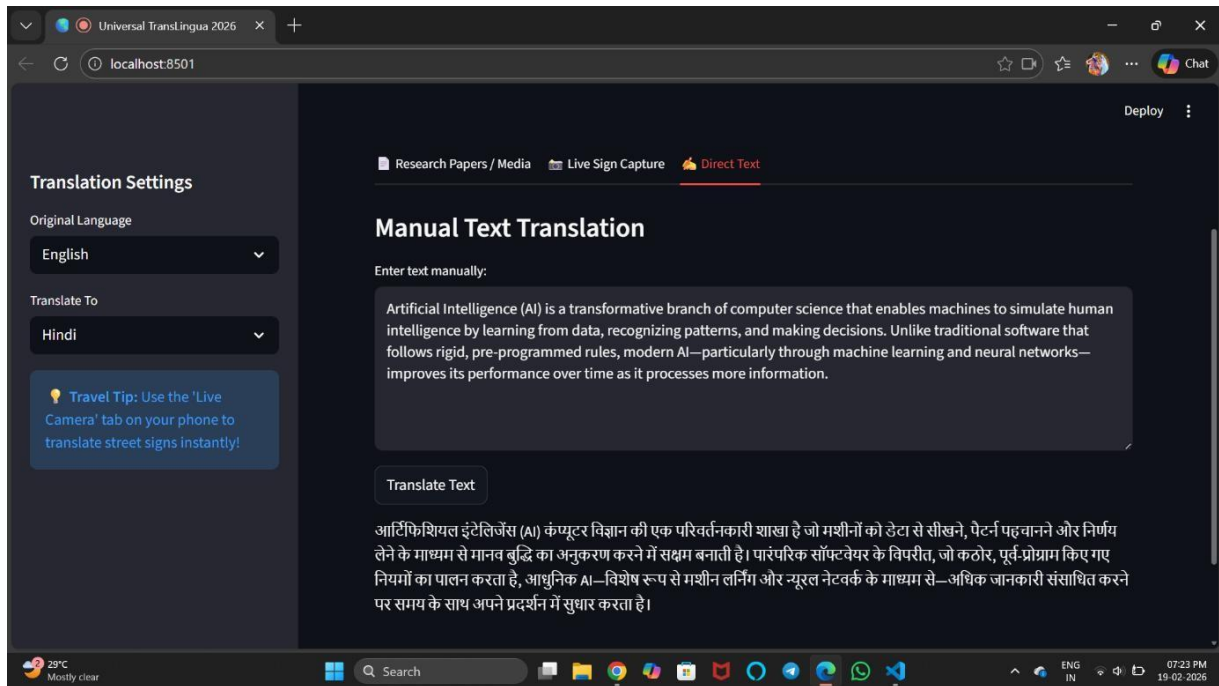 Universal TransLingua 2026
localhost:8501
Chat
Deploy
Research Papers / Media
Live Sign Capture
Direct Text
Translation Settings
Original Language
English
Translate To
Hindi
Travel Tip: Use the 'Live
Camera' tab on your phone to
translate street signs instantly!
Manual Text Translation
Enter text manually:
Artificial Intelligence (AI) is a transformative branch of computer science that enables machines to simulate human
intelligence by learning from data, recognizing patterns, and making decisions. Unlike traditional software that
follows rigid, pre-programmed rules, modern AI—particularly through machine learning and neural networks—
improves its performance over time as it processes more information.
Translate Text
आर्टिफिशियल इंटेलिजेंस (AI) कंप्यूटर विज्ञान की एक परिवर्तनकारी शाखा है जो मशीनों को डेटा से सीखने, पैटर्न पहचानने और निर्णय
लेने के माध्यम से मानव बुद्धि का अनुकरण करने में सक्षम बनाती है। पारंपरिक सॉफ्टवेयर के विपरीत, जो कठोर, पूर्व-प्रोग्राम किए गए
नियमों का पालन करता है, आधुनिक AI—विशेष रूप से मशीन लर्निंग और न्यूरल नेटवर्क के माध्यम से—अधिक जानकारी संसाधित करने
पर समय के साथ अपने प्रदर्शन में सुधार करता है।
2
29°C
Mostly clear
Search
ENG
IN
07:23 PM
19-02-2026